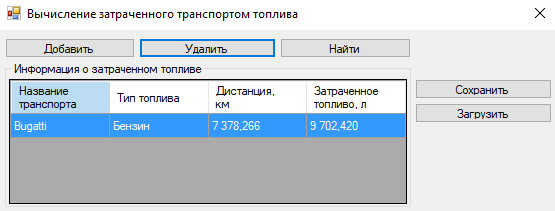 Вычисление затраченного транспортом топлива
Добавить Удалить Найти
Информация о затраченном топливе
Название транспорта Тип топлива Дистанция, км Затраченное топливо, л
Bugatti Бензин 7 378,266 9 702,420
Сохранить
Загрузить